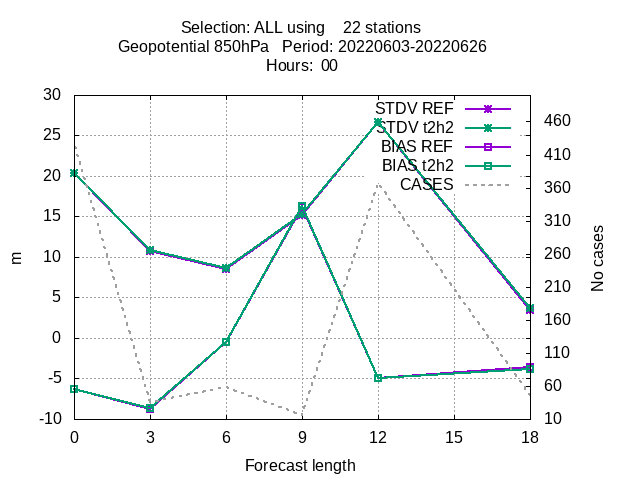 Selection: ALL using    22 stations
Geopotential 850hPa   Period: 20220603-20220626
Hours:  00
STDV REF
STDV t2h2
BIAS REF
BIAS t2h2
CASES
30
25
20
15
10
5
0
-5
-10
m
460
410
360
310
260
210
160
110
60
10
No cases
0 3 6 9 12 15 18
Forecast length